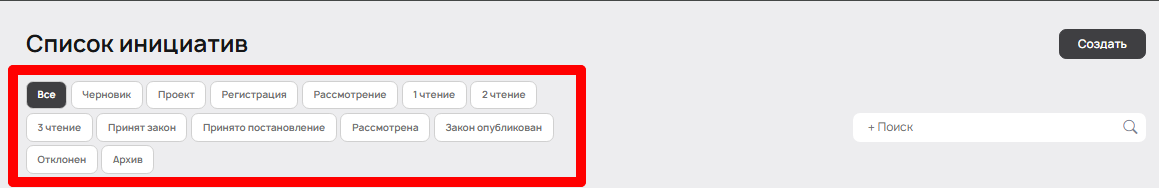 Список инициатив
Создать
Все Черновик Проект Регистрация Рассмотрение 1 чтение 2 чтение
3 чтение Принят закон Принято постановление Рассмотрена Закон опубликован
+ Поиск
Отклонен Архив